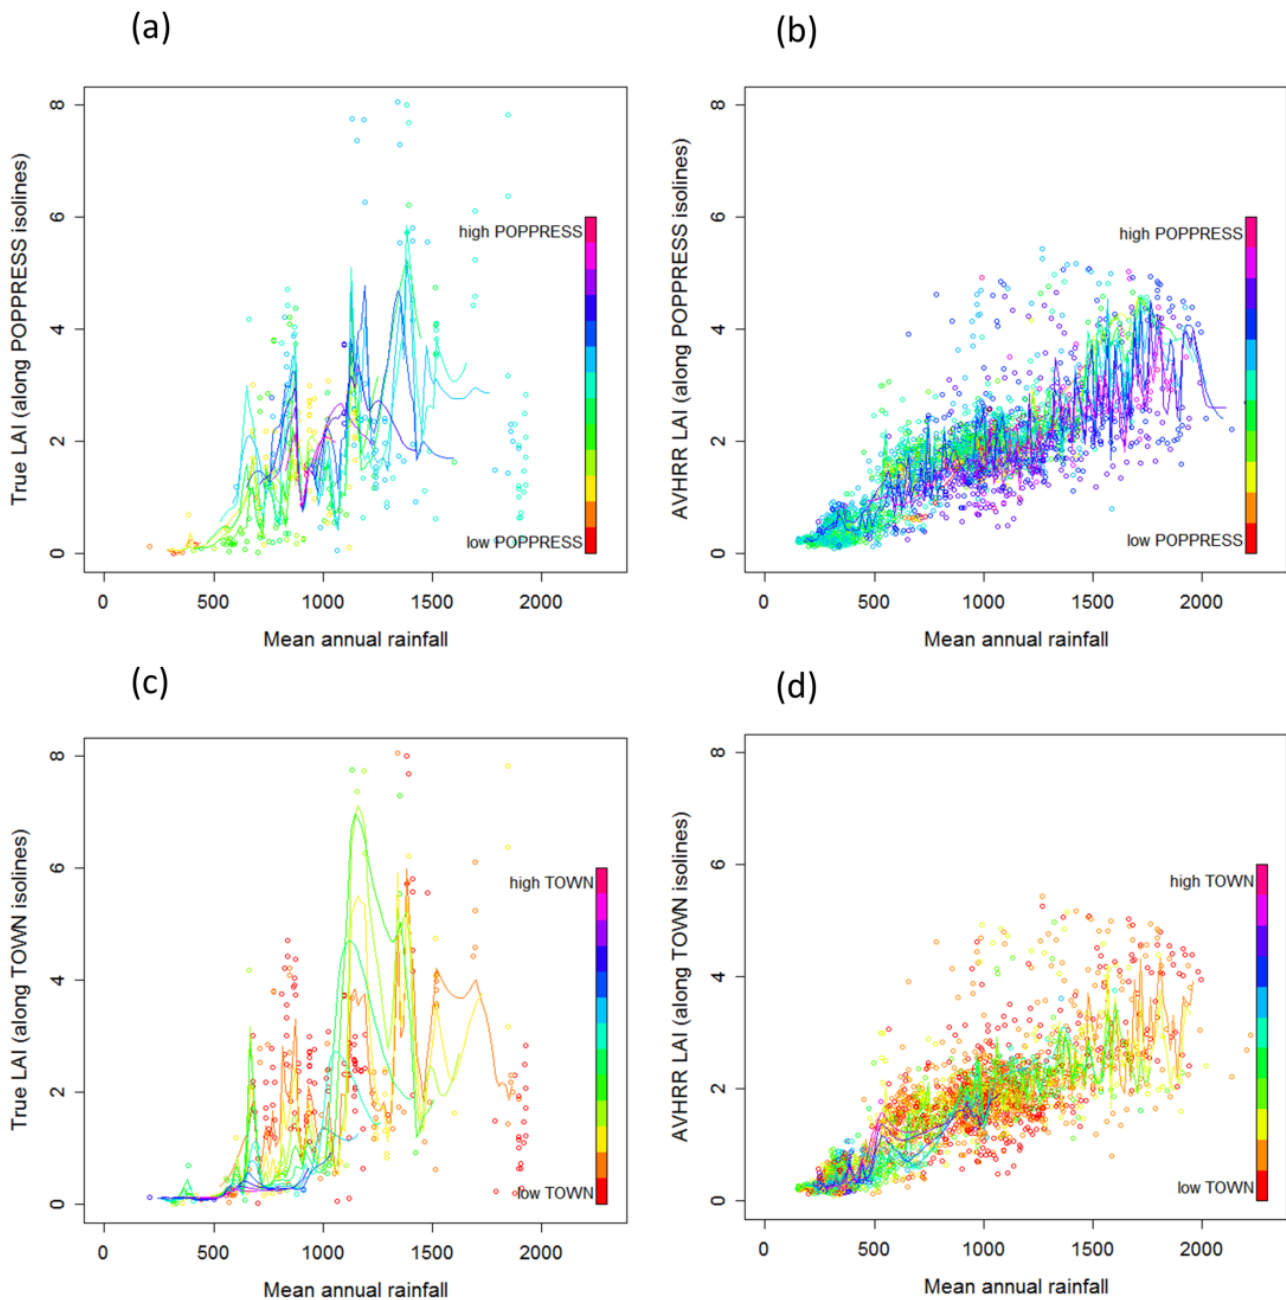 (a)
True LAI (along POPPRESS isolines)
8
6
4
2
0
high POPPRESS
low POPPRESS
0 500 1000 1500 2000
Mean annual rainfall
(b)
AVHRR LAI (along POPPRESS isolines)
8
6
4
2
0
high POPPRESS
low POPPRESS
0 500 1000 1500 2000
Mean annual rainfall
(c)
True LAI (along TOWN isolines)
8
6
4
2
0
high TOWN
low TOWN
0 500 1000 1500 2000
Mean annual rainfall
(d)
AVHRR LAI (along TOWN isolines)
8
6
4
2
0
high TOWN
low TOWN
0 500 1000 1500 2000
Mean annual rainfall